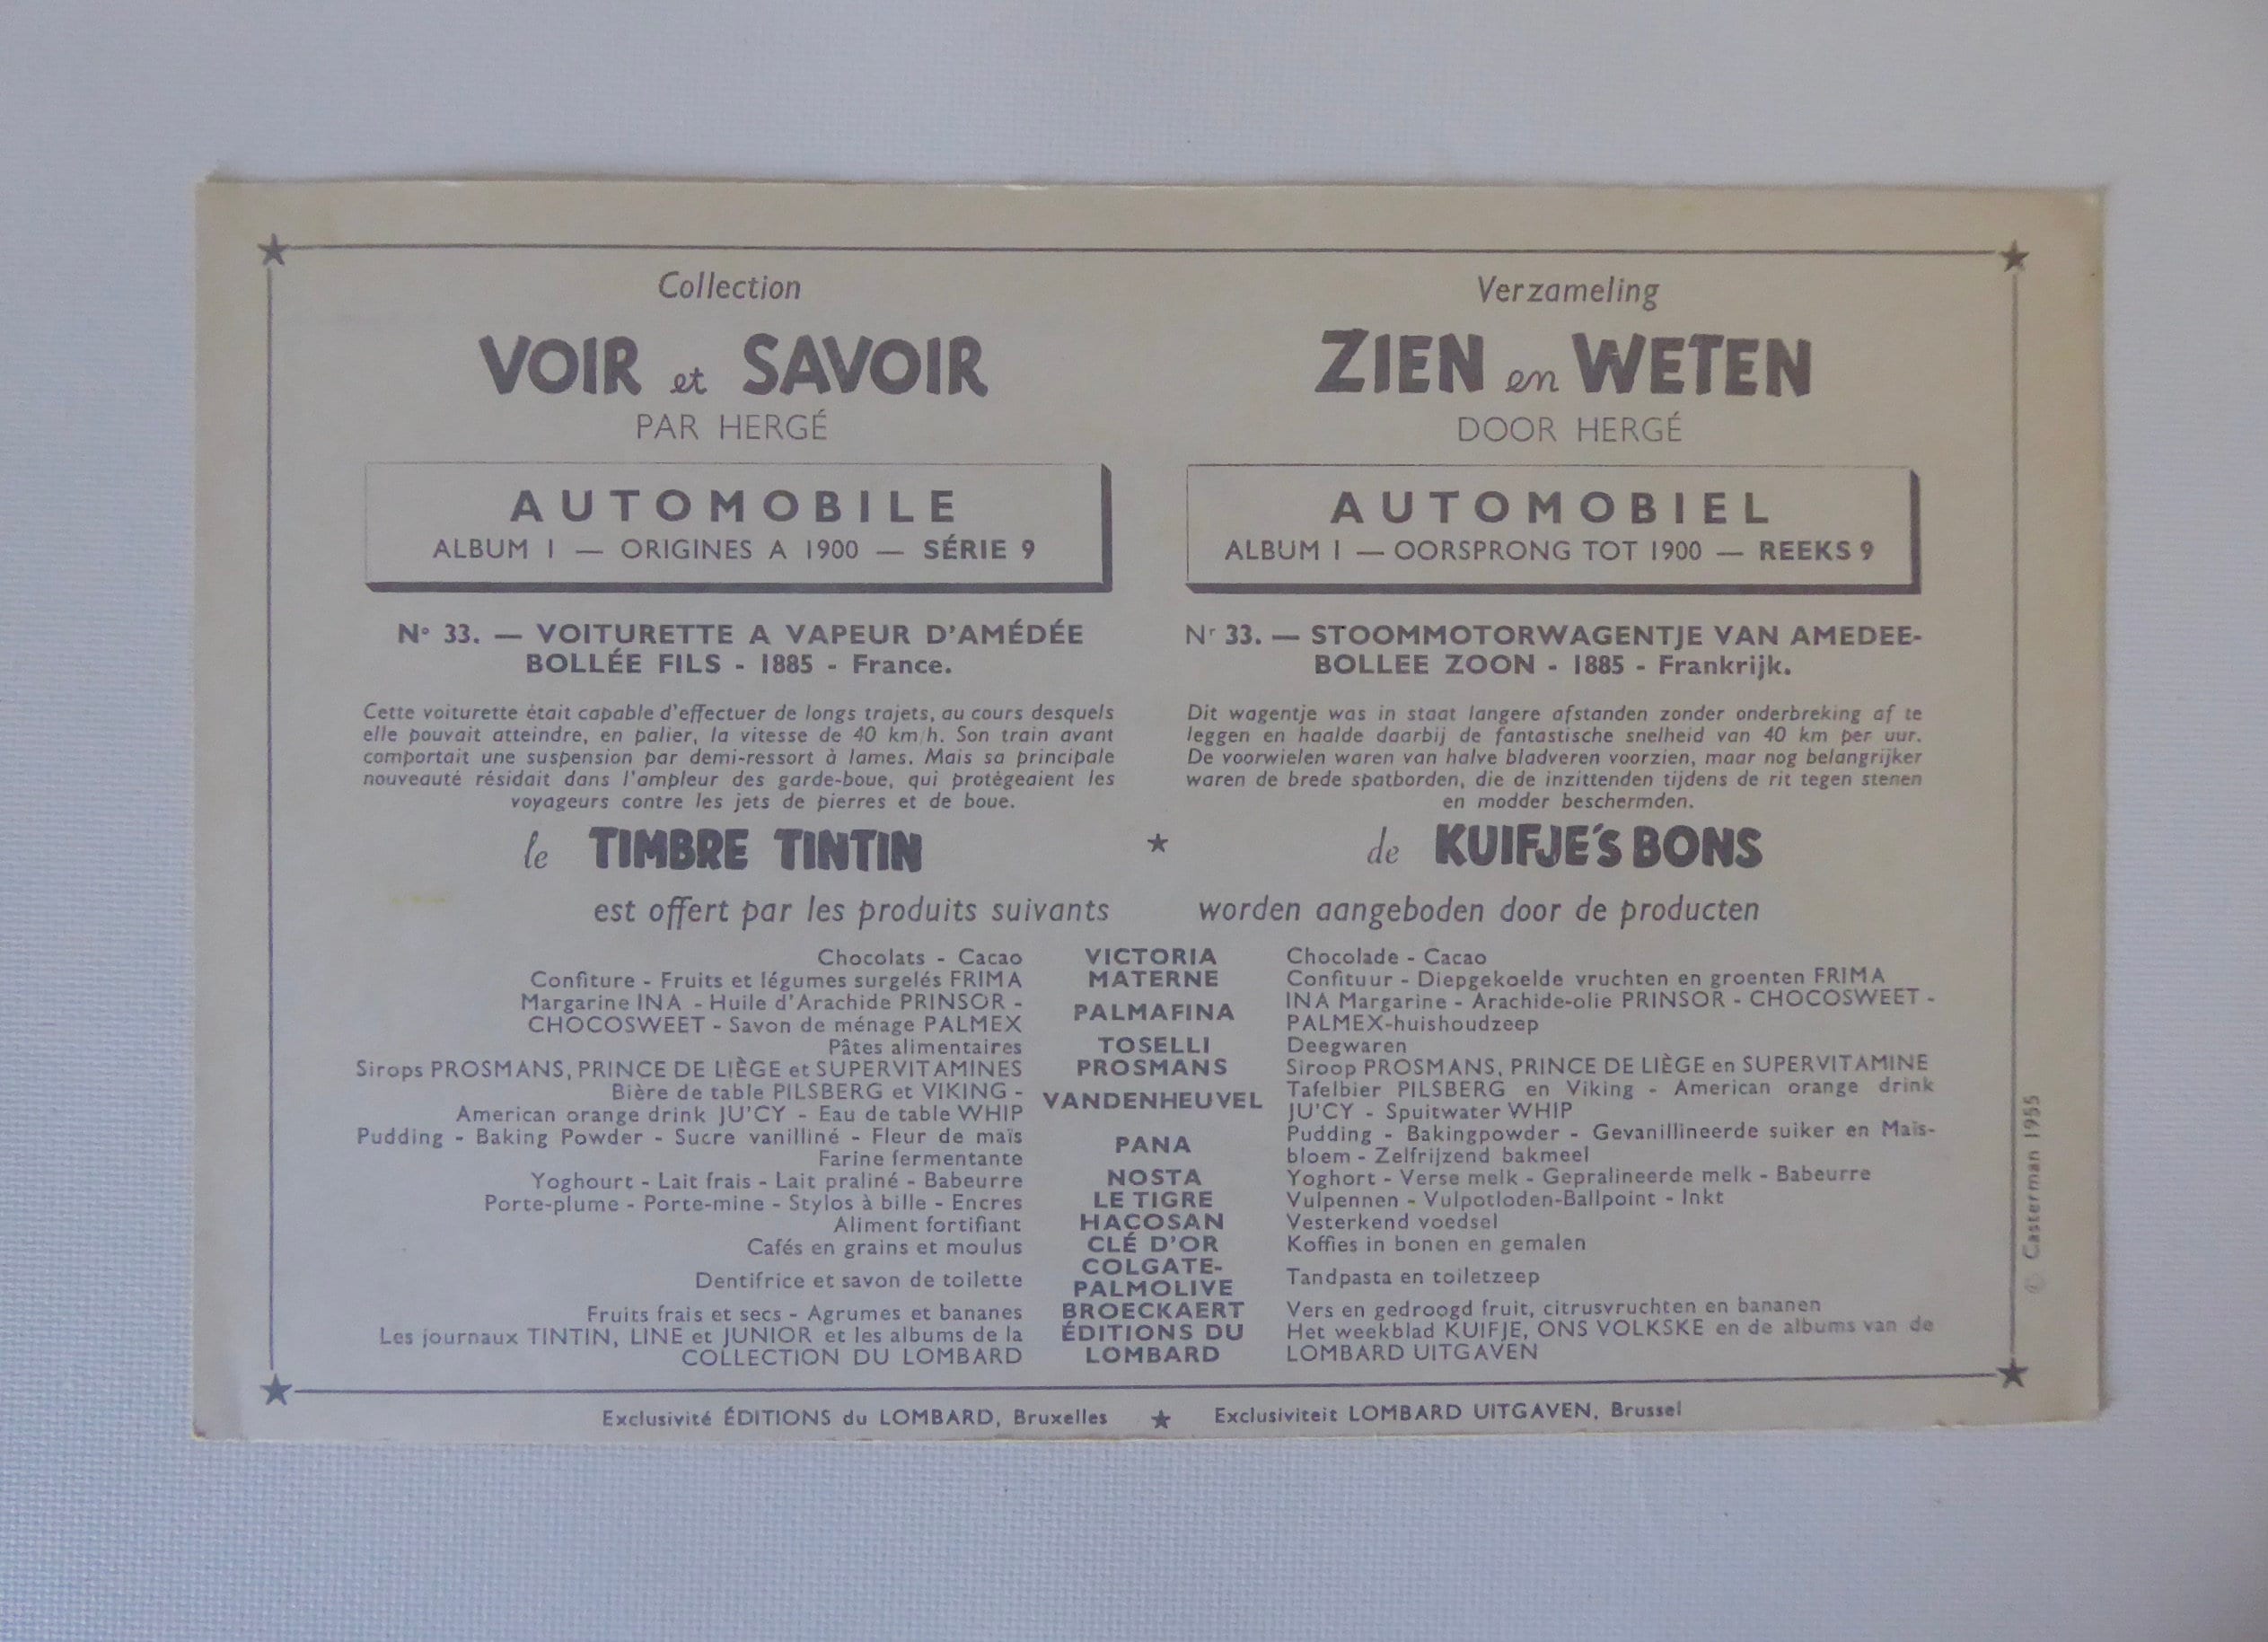 Collection
VOIR et SAVOIR
PAR HERGÉ
AUTOMOBILE
ALBUM I — ORIGINES A 1900 — SÉRIE 9
N° 33. — VOITURETTE A VAPEUR D'AMÉDÉE
BOLLÉE FILS - 1885 - France.
Cette voiturette était capable d'effectuer de longs trajets, au cours desquels
elle pouvait atteindre, en palier, la vitesse de 40 km/h. Son train avant
comportait une suspension par demi-ressort à lames. Mais sa principale
nouveauté résidait dans l'ampleur des garde-boue, qui protégeaient les
voyageurs contre les jets de pierres et de boue.
Verzameling
ZIEN en WETEN
DOOR HERGÉ
AUTOMOBIEL
ALBUM I — OORSPRONG TOT 1900 — REEKS 9
Nr 33. — STOOMMOTORWAGENTJE VAN AMEDEE-
BOLLEE ZOON - 1885 - Frankrijk.
Dit wagentje was in staat langere afstanden zonder onderbreking af te
leggen en haalde daarbij de fantastische snelheid van 40 km per uur.
De voorwielen waren van halve bladveren voorzien, maar nog belangrijker
waren de brede spatborden, die de inzittenden tijdens de rit tegen stenen
en modder beschermden.
le TIMBRE TINTIN ★ de KUIFJE'S BONS
est offert par les produits suivants worden aangeboden door de producten
Chocolats - Cacao VICTORIA Chocolade - Cacao
Confiture - Fruits et légumes surgelés FRIMA MATERNE Confituur - Diepgekoelde vruchten en groenten FRIMA
Margarine INA - Huile d'Arachide PRINSOR -
CHOCOSWEET - Savon de ménage PALMEX
PALMAFINA
INA Margarine - Arachide-olie PRINSOR - CHOCOSWEET -
PALMEX-huishoudzeep
Pâtes alimentaires TOSELLI Deegwaren
Sirops PROSMANS, PRINCE DE LIÈGE et SUPERVITAMINES PROSMANS Siroop PROSMANS, PRINCE DE LIÈGE en SUPERVITAMINE
Bière de table PILSBERG et VIKING -
American orange drink JU'CY - Eau de table WHIP
VANDENHEUVEL
Tafelbier PILSBERG en Viking - American orange drink
JU'CY - Spuitwater WHIP
Pudding - Baking Powder - Sucre vanilliné - Fleur de maïs
Farine fermentante
PANA
Pudding - Bakingpowder - Gevanillineerde suiker en Maïs-
bloem - Zelfrijzend bakmeel
Yoghourt - Lait frais - Lait praliné - Babeurre NOSTA Yoghort - Verse melk - Gepralineerde melk - Babeurre
Porte-plume - Porte-mine - Stylos à bille - Encres LE TIGRE Vulpennen - Vulpotloden-Ballpoint - Inkt
Aliment fortifiant HACOSAN Vesterkend voedsel
Cafés en grains et moulus CLÉ D'OR Koffies in bonen en gemalen
Dentifrice et savon de toilette
COLGATE-
PALMOLIVE
Tandpasta en toiletzeep
Fruits frais et secs - Agrumes et bananes BROECKAERT Vers en gedroogd fruit, citrusvruchten en bananen
Les journaux TINTIN, LINE et JUNIOR et les albums de la ÉDITIONS DU Het weekblad KUIFJE, ONS VOLKSKE en de albums van de
COLLECTION DU LOMBARD LOMBARD LOMBARD UITGAVEN
Exclusivité ÉDITIONS du LOMBARD, Bruxelles ★ Exclusiviteit LOMBARD UITGAVEN, Brussel
© Casterman 1955